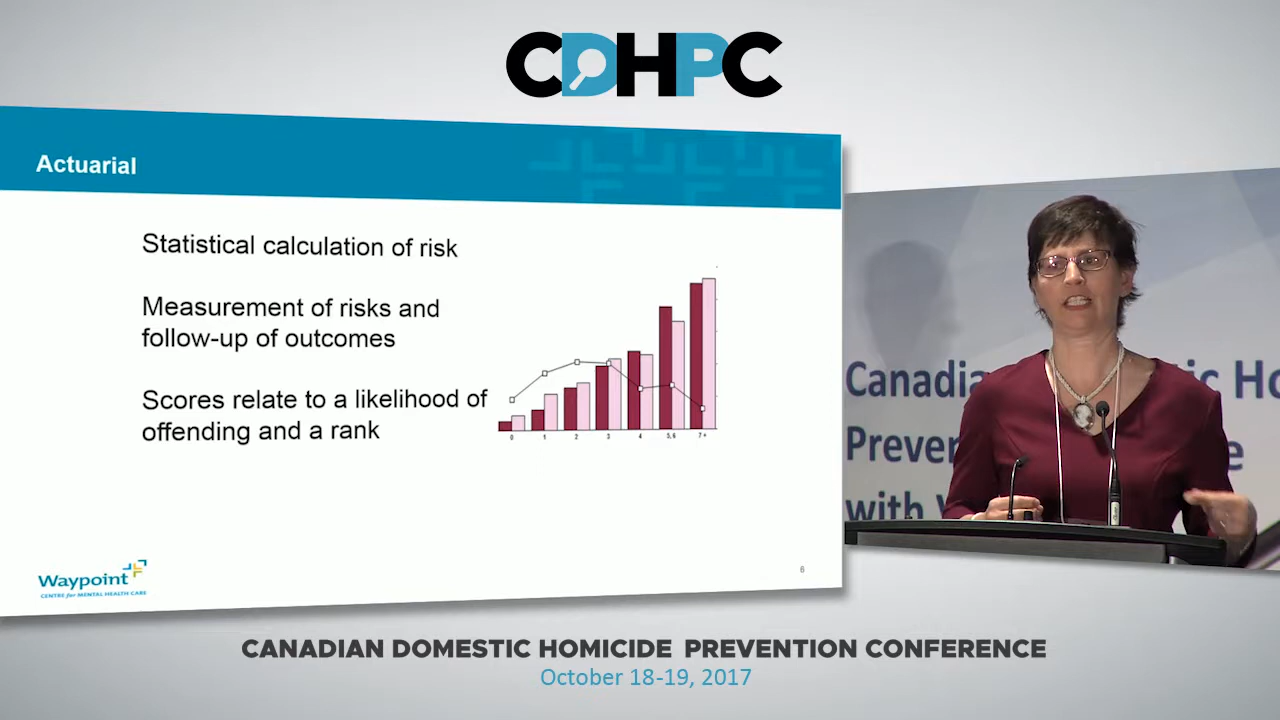 CDHPC
Actuarial
Statistical calculation of risk
Measurement of risks and
follow-up of outcomes
Scores relate to a likelihood of
offending and a rank
0 1 2 3 4 5, 6 7 +
Waypoint
CENTRE for MENTAL HEALTH CARE
6
Canadia ic Ho
Preven e
with
CANADIAN DOMESTIC HOMICIDE PREVENTION CONFERENCE
October 18-19, 2017